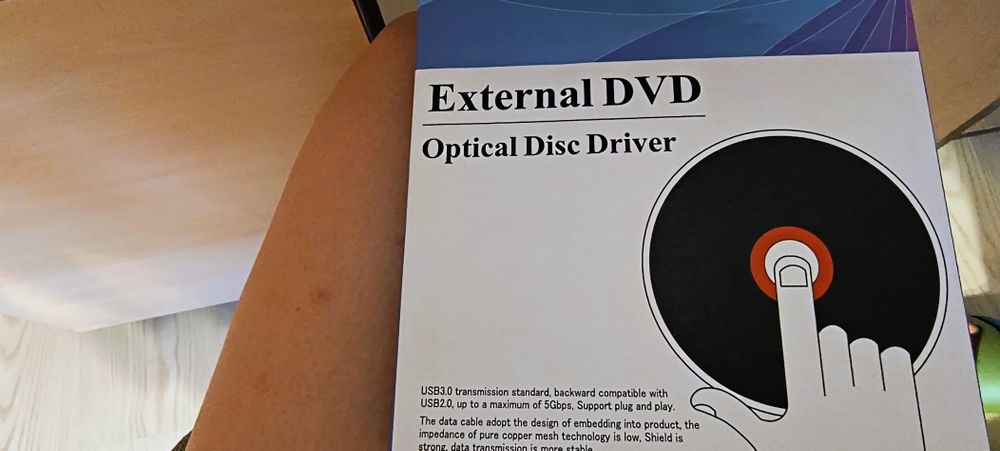 External DVD
Optical Disc Driver
USB3.0 transmission standard, backward compatible with
USB2.0, up to a maximum of 5Gbps, Support plug and play.
The data cable adopt the design of embedding into product, the
impedance of pure copper mesh technology is low, Shield is
strong, data transmission is more stable.